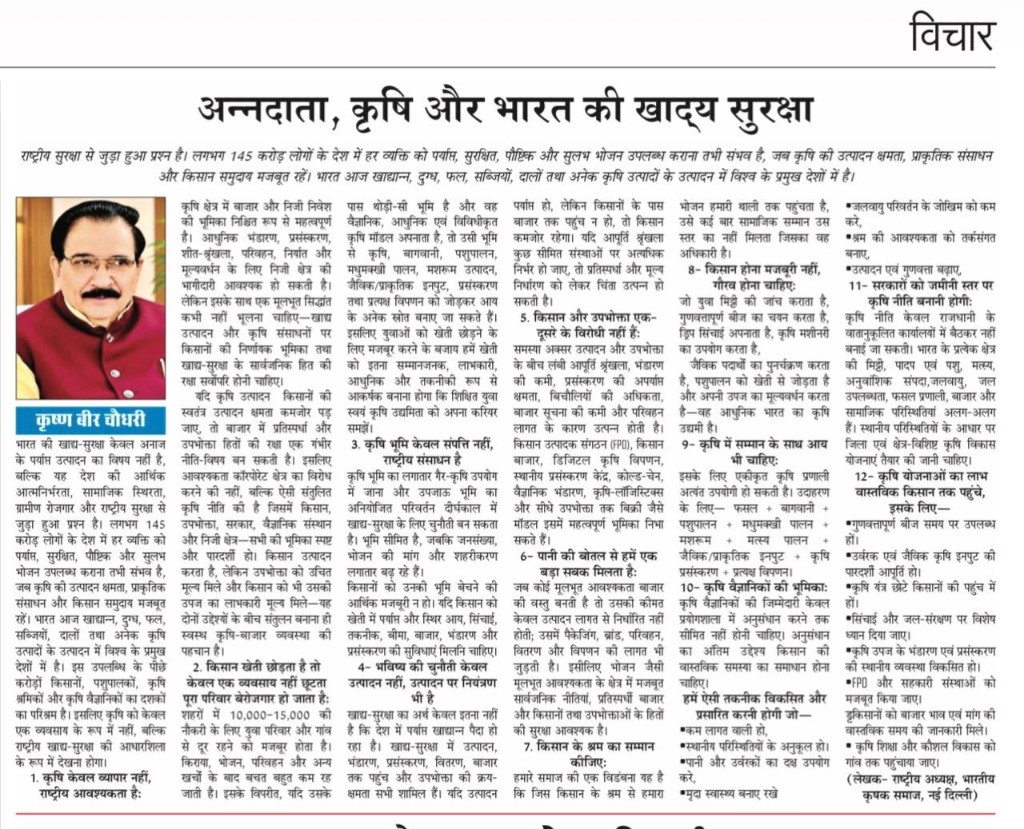 विचार
अन्नदाता, कृषि और भारत की खाद्य सुरक्षा
राष्ट्रीय सुरक्षा से जुड़ा हुआ प्रश्न है। लगभग 145 करोड़ लोगों के देश में हर व्यक्ति को पर्याप्त, सुरक्षित, पौष्टिक और सुलभ भोजन उपलब्ध कराना तभी संभव है, जब कृषि की उत्पादन क्षमता, प्राकृतिक संसाधन
और किसान समुदाय मजबूत रहें। भारत आज खाद्यान्न, दुग्ध, फल, सब्जियों, दालों तथा अनेक कृषि उत्पादों के उत्पादन में विश्व के प्रमुख देशों में है।
कृष्ण बीर चौधरी
भारत की खाद्य-सुरक्षा केवल अनाज
के पर्याप्त उत्पादन का विषय नहीं है,
बल्कि यह देश की आर्थिक
आत्मनिर्भरता, सामाजिक स्थिरता,
ग्रामीण रोजगार और राष्ट्रीय सुरक्षा से
जुड़ा हुआ प्रश्न है। लगभग 145
करोड़ लोगों के देश में हर व्यक्ति को
पर्याप्त, सुरक्षित, पौष्टिक और सुलभ
भोजन उपलब्ध कराना तभी संभव है,
जब कृषि की उत्पादन क्षमता, प्राकृतिक
संसाधन और किसान समुदाय मजबूत
रहें। भारत आज खाद्यान्न, दुग्ध, फल,
सब्जियों, दालों तथा अनेक कृषि
उत्पादों के उत्पादन में विश्व के प्रमुख
देशों में है। इस उपलब्धि के पीछे
करोड़ों किसानों, पशुपालकों, कृषि
श्रमिकों और कृषि वैज्ञानिकों का दशकों
का परिश्रम है। इसलिए कृषि को केवल
एक व्यवसाय के रूप में नहीं, बल्कि
राष्ट्रीय खाद्य-सुरक्षा की आधारशिला
के रूप में देखना होगा।
1. कृषि केवल व्यापार नहीं,
राष्ट्रीय आवश्यकता है:
कृषि क्षेत्र में बाजार और निजी निवेश
की भूमिका निश्चित रूप से महत्वपूर्ण
है। आधुनिक भंडारण, प्रसंस्करण,
शीत-श्रृंखला, परिवहन, निर्यात और
मूल्यवर्धन के लिए निजी क्षेत्र की
भागीदारी आवश्यक हो सकती है।
लेकिन इसके साथ एक मूलभूत सिद्धांत
कभी नहीं भूलना चाहिए—खाद्य
उत्पादन और कृषि संसाधनों पर
किसानों की निर्णायक भूमिका तथा
खाद्य-सुरक्षा के सार्वजनिक हित की
रक्षा सर्वोपरि होनी चाहिए।
यदि कृषि उत्पादन किसानों की
स्वतंत्र उत्पादन क्षमता कमजोर पड़
जाए, तो बाजार में प्रतिस्पर्धा और
उपभोक्ता हितों की रक्षा एक गंभीर
नीति-विषय बन सकती है। इसलिए
आवश्यकता कॉरपोरेट क्षेत्र का विरोध
करने की नहीं, बल्कि ऐसी संतुलित
कृषि नीति की है जिसमें किसान,
उपभोक्ता, सरकार, वैज्ञानिक संस्थान
और निजी क्षेत्र—सभी की भूमिका स्पष्ट
और पारदर्शी हो। किसान उत्पादन
करता है, लेकिन उपभोक्ता को उचित
मूल्य मिले और किसान को भी उसकी
उपज का लाभकारी मूल्य मिले—यह
दोनों उद्देश्यों के बीच संतुलन बनाना ही
स्वस्थ कृषि-बाजार व्यवस्था की
पहचान है।
2. किसान खेती छोड़ता है तो
केवल एक व्यवसाय नहीं छूटता
पूरा परिवार बेरोजगार हो जाता है:
शहरों में 10,000-15,000 की
नौकरी के लिए युवा परिवार और गांव
से दूर रहने को मजबूर होता है।
किराया, भोजन, परिवहन और अन्य
खर्चों के बाद बचत बहुत कम रह
जाती है। इसके विपरीत, यदि उसके
पास थोड़ी-सी भूमि है और वह
वैज्ञानिक, आधुनिक एवं विविधीकृत
कृषि मॉडल अपनाता है, तो उसी भूमि
से कृषि, बागवानी, पशुपालन,
मधुमक्खी पालन, मशरूम उत्पादन,
जैविक/प्राकृतिक इनपुट, प्रसंस्करण
तथा प्रत्यक्ष विपणन को जोड़कर आय
के अनेक स्रोत बनाए जा सकते हैं।
इसलिए युवाओं को खेती छोड़ने के
लिए मजबूर करने के बजाय हमें खेती
को इतना सम्मानजनक, लाभकारी,
आधुनिक और तकनीकी रूप से
आकर्षक बनाना होगा कि शिक्षित युवा
स्वयं कृषि उद्यमिता को अपना करियर
समझें।
3. कृषि भूमि केवल संपत्ति नहीं,
राष्ट्रीय संसाधन है
कृषि भूमि का लगातार गैर-कृषि उपयोग
में जाना और उपजाऊ भूमि का
अनियोजित परिवर्तन दीर्घकाल में
खाद्य-सुरक्षा के लिए चुनौती बन सकता
है। भूमि सीमित है, जबकि जनसंख्या,
भोजन की मांग और शहरीकरण
लगातार बढ़ रहे हैं।
किसानों को उनकी भूमि बेचने की
आर्थिक मजबूरी न हो। यदि किसान को
खेती में पर्याप्त और स्थिर आय, सिंचाई,
तकनीक, बीमा, बाजार, भंडारण और
प्रसंस्करण की सुविधाएं मिलनि चाहिए।
4- भविष्य की चुनौती केवल
उत्पादन नहीं, उत्पादन पर नियंत्रण
भी है
खाद्य-सुरक्षा का अर्थ केवल इतना नहीं
है कि देश में पर्याप्त खाद्यान्न पैदा हो
रहा है। खाद्य-सुरक्षा में उत्पादन,
भंडारण, प्रसंस्करण, वितरण, बाजार
तक पहुंच और उपभोक्ता की क्रय-
क्षमता सभी शामिल हैं। यदि उत्पादन
पर्याप्त हो, लेकिन किसानों के पास
बाजार तक पहुंच न हो, तो किसान
कमजोर रहेगा। यदि आपूर्ति श्रृंखला
कुछ सीमित संस्थाओं पर अत्यधिक
निर्भर हो जाए, तो प्रतिस्पर्धा और मूल्य
निर्धारण को लेकर चिंता उत्पन्न हो
सकती है।
5. किसान और उपभोक्ता एक-
दूसरे के विरोधी नहीं हैं:
समस्या अक्सर उत्पादन और उपभोक्ता
के बीच लंबी आपूर्ति श्रृंखला, भंडारण
की कमी, प्रसंस्करण की अपर्याप्त
क्षमता, बिचौलियों की अधिकता,
बाजार सूचना की कमी और परिवहन
लागत के कारण उत्पन्न होती है।
किसान उत्पादक संगठन (FPO), किसान
बाजार, डिजिटल कृषि विपणन,
स्थानीय प्रसंस्करण केंद्र, कोल्ड-चेन,
वैज्ञानिक भंडारण, कृषि-लॉजिस्टिक्स
और सीधे उपभोक्ता तक बिक्री जैसे
मॉडल इसमें महत्वपूर्ण भूमिका निभा
सकते हैं।
6- पानी की बोतल से हमें एक
बड़ा सबक मिलता है:
जब कोई मूलभूत आवश्यकता बाजार
की वस्तु बनती है तो उसकी कीमत
केवल उत्पादन लागत से निर्धारित नहीं
होती; उसमें पैकेजिंग, ब्रांड, परिवहन,
वितरण और विपणन की लागत भी
जुड़ती है। इसीलिए भोजन जैसी
मूलभूत आवश्यकता के क्षेत्र में मजबूत
सार्वजनिक नीतियां, प्रतिस्पर्धी बाजार
और किसानों तथा उपभोक्ताओं के हितों
की सुरक्षा आवश्यक है।
7. किसान के श्रम का सम्मान
कीजिए:
हमारे समाज की एक विडंबना यह है
कि जिस किसान के श्रम से हमारा
भोजन हमारी थाली तक पहुंचता है,
उसे कई बार सामाजिक सम्मान उस
स्तर का नहीं मिलता जिसका वह
अधिकारी है।
8- किसान होना मजबूरी नहीं,
गौरव होना चाहिए:
जो युवा मिट्टी की जांच कराता है,
गुणवत्तापूर्ण बीज का चयन करता है,
ड्रिप सिंचाई अपनाता है, कृषि मशीनरी
का उपयोग करता है,
जैविक पदार्थों का पुनर्चक्रण करता
है, पशुपालन को खेती से जोड़ता है
और अपनी उपज का मूल्यवर्धन करता
है—वह आधुनिक भारत का कृषि
उद्यमी है।
9- कृषि में सम्मान के साथ आय
भी चाहिए:
इसके लिए एकीकृत कृषि प्रणाली
अत्यंत उपयोगी हो सकती है। उदाहरण
के लिए— फसल + बागवानी +
पशुपालन + मधुमक्खी पालन +
मशरूम + मत्स्य पालन +
जैविक/प्राकृतिक इनपुट + कृषि
प्रसंस्करण + प्रत्यक्ष विपणन।
10- कृषि वैज्ञानिकों की भूमिका:
कृषि वैज्ञानिकों की जिम्मेदारी केवल
प्रयोगशाला में अनुसंधान करने तक
सीमित नहीं होनी चाहिए। अनुसंधान
का अंतिम उद्देश्य किसान की
वास्तविक समस्या का समाधान होना
चाहिए।
हमें ऐसी तकनीक विकसित और
प्रसारित करनी होगी जो—
▪कम लागत वाली हो,
▪स्थानीय परिस्थितियों के अनुकूल हो।
▪पानी और उर्वरकों का दक्ष उपयोग
करे,
▪मृदा स्वास्थ्य बनाए रखे
▪जलवायु परिवर्तन के जोखिम को कम
करे,
▪श्रम की आवश्यकता को तर्कसंगत
बनाए,
▪उत्पादन एवं गुणवत्ता बढ़ाए,
11- सरकारों को जमीनी स्तर पर
कृषि नीति बनानी होगी:
कृषि नीति केवल राजधानी के
वातानुकूलित कार्यालयों में बैठकर नहीं
बनाई जा सकती। भारत के प्रत्येक क्षेत्र
की मिट्टी, पादप एवं पशु, मत्स्य,
अनुवांशिक संपदा,जलवायु, जल
उपलब्धता, फसल प्रणाली, बाजार और
सामाजिक परिस्थितियां अलग-अलग
हैं। स्थानीय परिस्थितियों के आधार पर
जिला एवं क्षेत्र-विशिष्ट कृषि विकास
योजनाएं तैयार की जानी चाहिए।
12- कृषि योजनाओं का लाभ
वास्तविक किसान तक पहुंचे,
इसके लिए—
▪गुणवत्तापूर्ण बीज समय पर उपलब्ध
हों।
▪उर्वरक एवं जैविक कृषि इनपुट की
पारदर्शी आपूर्ति हो।
▪कृषि यंत्र छोटे किसानों की पहुंच में
हों।
▪सिंचाई और जल-संरक्षण पर विशेष
ध्यान दिया जाए।
▪कृषि उपज के भंडारण एवं प्रसंस्करण
की स्थानीय व्यवस्था विकसित हो।
▪FPO और सहकारी संस्थाओं को
मजबूत किया जाए।
डुकिसानों को बाजार भाव एवं मांग की
वास्तविक समय की जानकारी मिले।
▪ कृषि शिक्षा और कौशल विकास को
गांव तक पहुंचाया जाए।
(लेखक- राष्ट्रीय अध्यक्ष, भारतीय
कृषक समाज, नई दिल्ली)